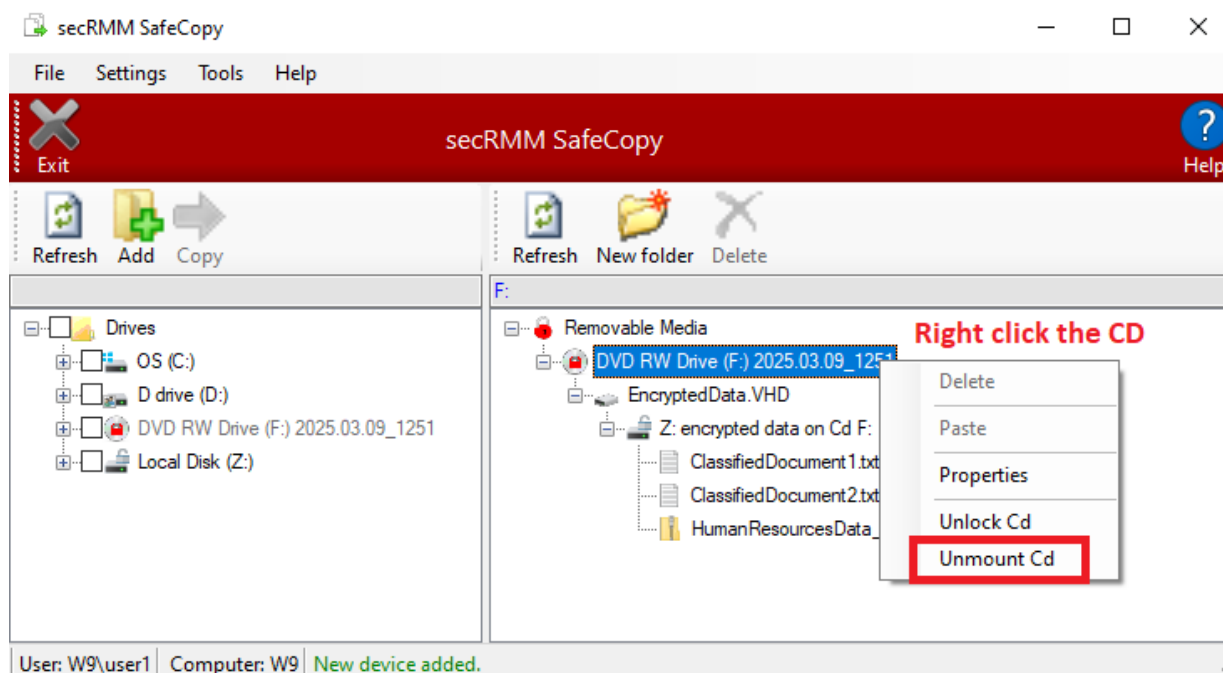 secRMM SafeCopy
File Settings Tools Help
Exit
secRMM SafeCopy
Help
Refresh Add Copy
Refresh New folder Delete
F:
Drives
OS (C:)
D drive (D:)
DVD RW Drive (F:) 2025.03.09_1251
Local Disk (Z:)
Removable Media
Right click the CD
DVD RW Drive (F:) 2025.03.09_1251
EncryptedData.VHD
Z: encrypted data on Cd F:
ClassifiedDocument1.txt
ClassifiedDocument2.txt
HumanResourcesData_
Delete
Paste
Properties
Unlock Cd
Unmount Cd
User: W9\user1 Computer: W9 New device added.